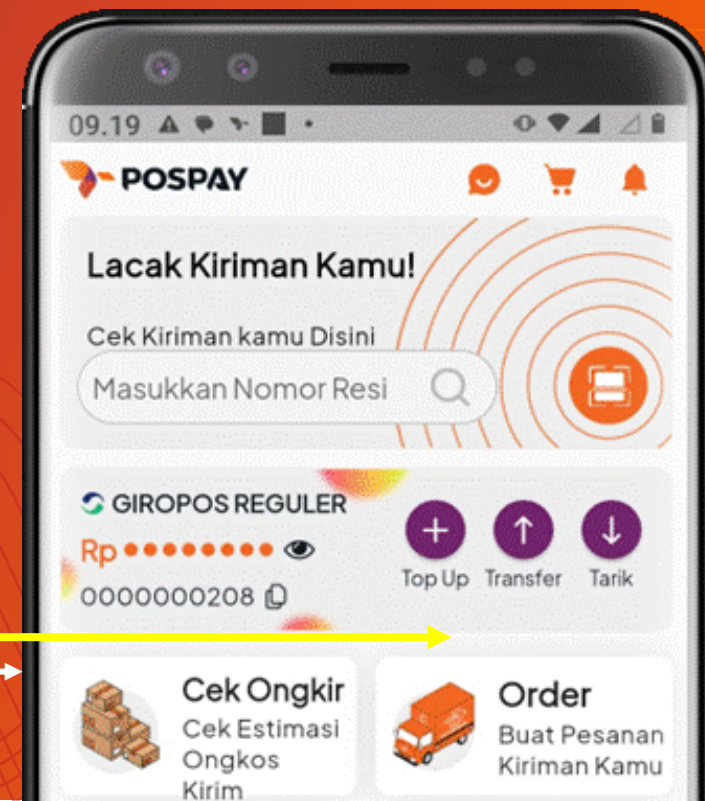 09.19
POSPAY
Lacak Kiriman Kamu!
Cek Kiriman kamu Disini
Masukkan Nomor Resi
GIROPOS REGULER
Rp
0000000208
Top Up Transfer Tarik
Cek Ongkir
Cek Estimasi
Ongkos
Kirim
Order
Buat Pesanan
Kiriman Kamu